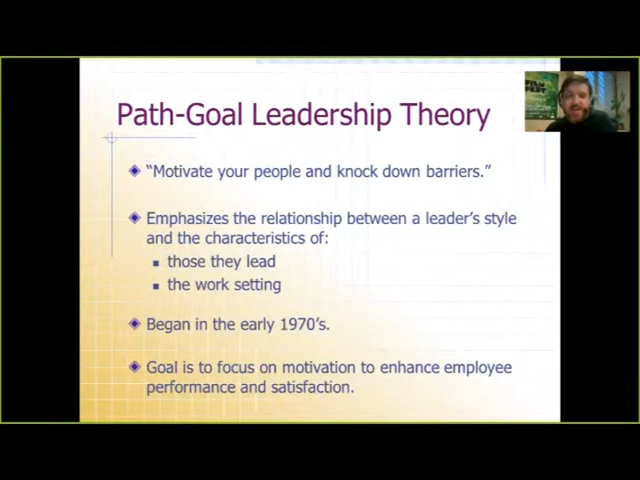 Path-Goal Leadership Theory
FILM
FEST
“Motivate your people and knock down barriers.”
Emphasizes the relationship between a leader’s style
and the characteristics of:
those they lead
the work setting
Began in the early 1970’s.
Goal is to focus on motivation to enhance employee
performance and satisfaction.